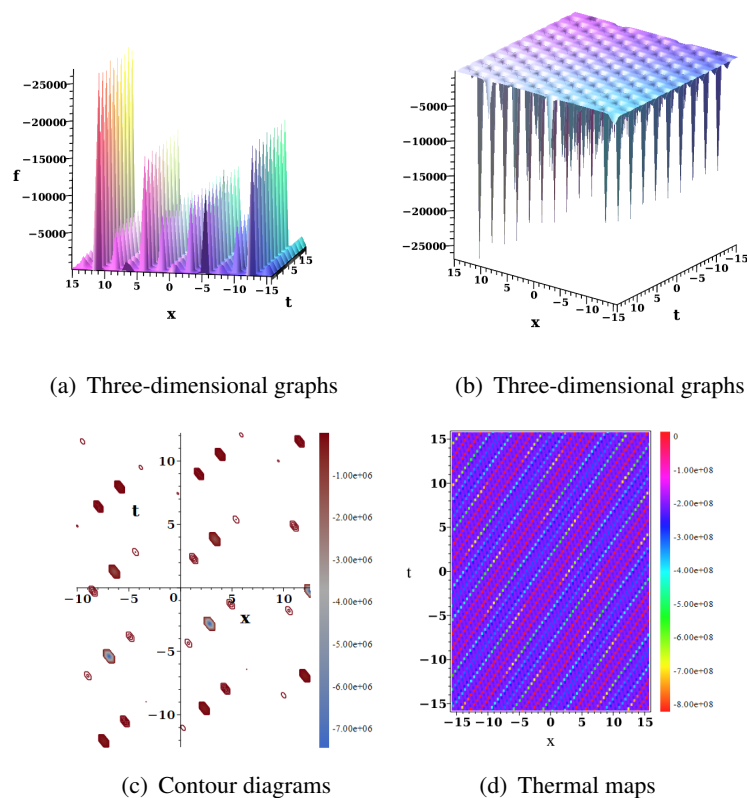 −25000
−20000
−15000
f
−10000
−5000
15 10 5 0 −5 −10 −15
x
15
5
−15
t
−5000
−10000
−15000
−20000
−25000
15 10 5 0 −5 −10 −15
x
10 5 0 −5 −10 −15
t
(a) Three-dimensional graphs
(b) Three-dimensional graphs
10
t
5
−10 −5 0 5 10
x
−5
−10
−1.00e+06
−2.00e+06
−3.00e+06
−4.00e+06
−5.00e+06
−6.00e+06
−7.00e+06
15
10
5
t
0
−5
−10
−15
−15 −10 −5 0 5 10 15
x
0
-1.00e+08
-2.00e+08
-3.00e+08
-4.00e+08
-5.00e+08
-6.00e+08
-7.00e+08
-8.00e+08
(c) Contour diagrams
(d) Thermal maps